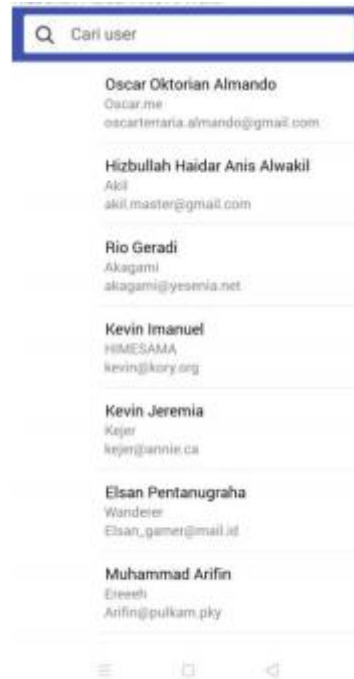 Cari user
Oscar Oktorian Almando
Oscar.me
oscarterraria.almando@gmail.com
Hizbullah Haidar Anis Alwakil
Akil
akil.master@gmail.com
Rio Geradi
Akagami
akagami@yesenia.net
Kevin Imanuel
HIMESAMA
kevin@kory.org
Kevin Jeremia
Kejer
kejer@annie.ca
Elsan Pentanugraha
Wanderer
Elsan_gamer@mail.id
Muhammad Arifin
Ereeeh
Arifin@pulkam.pky